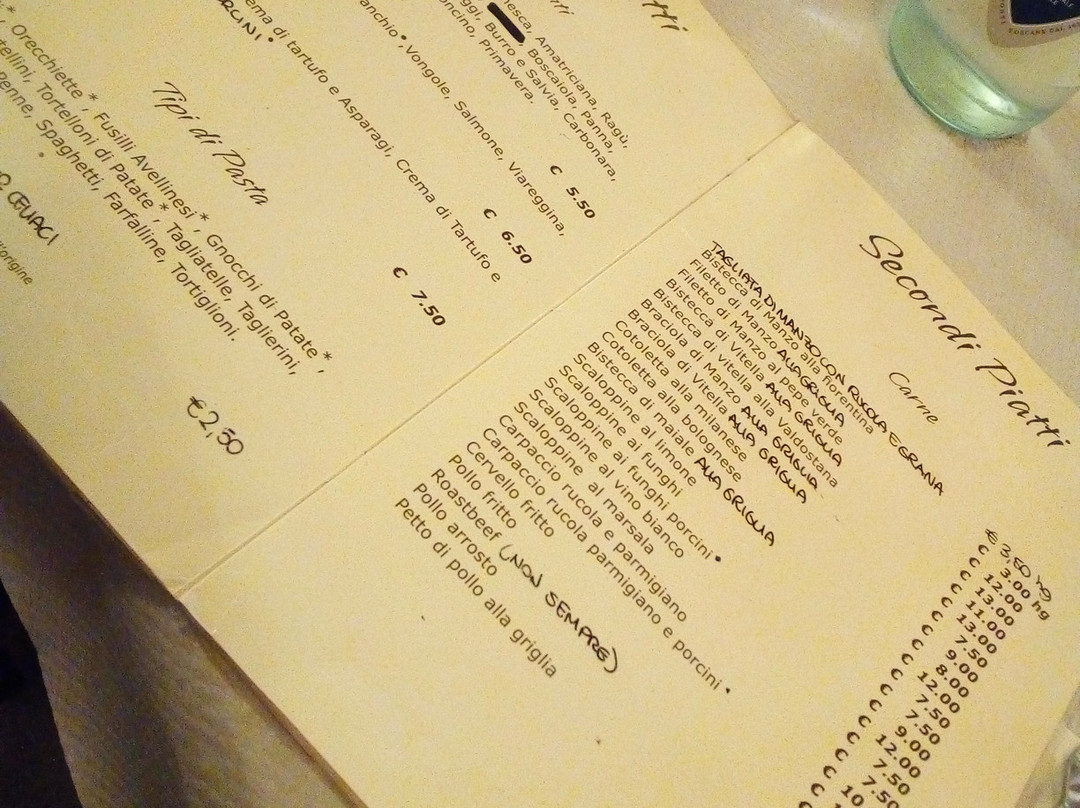 Piatti
Piatti
Amatriciana, Ragù,
Boscaiola, Panna,
Burro e Salvia, Carbonara,
Primavera,
€ 5.50
Vongole, Salmone, Viareggina,
€ 6.50
di tartufo e Asparagi, Crema di Tartufo e
€ 7.50
Tipi di Pasta
Orecchiette *, Fusilli Avellinesi *, Gnocchi di Patate *,
Tortelloni di Patate *, Tagliatelle, Taglierini,
Penne, Spaghetti, Farfalline, Tortiglioni.
€ 2,50
Secondi Piatti
Carne
TAGLIATA DI MANZO CON RUCOLA E GRANA
€ 3,50 hg
Bistecca di Manzo alla fiorentina
€ 3.00 hg
Filetto di Manzo ALLA GRIGLIA
€ 12.00
Filetto di Manzo al pepe verde
€ 13.00
Bistecca di Vitella ALLA GRIGLIA
€ 11.00
Bistecca di Vitella alla Valdostana
€ 13.00
Braciola di Manzo ALLA GRIGLIA
€ 7.50
Braciola di Vitella ALLA GRIGLIA
€ 9.00
Cotoletta alla milanese
€ 8.00
Cotoletta alla bolognese
€ 12.00
Bistecca di maiale ALLA GRIGLIA
€ 7.50
Scaloppine al limone
€ 7.50
Scaloppine ai funghi
€ 9.00
Scaloppine ai funghi porcini •
€ 12.00
Scaloppine al vino bianco
€ 7.50
Scaloppine al marsala
€ 7.50
Carpaccio rucola e parmigiano
€ 10
Carpaccio rucola parmigiano e porcini •
Cervello fritto
Pollo fritto
Roastbeef (NON SEMPRE)
Pollo arrosto
Petto di pollo alla griglia